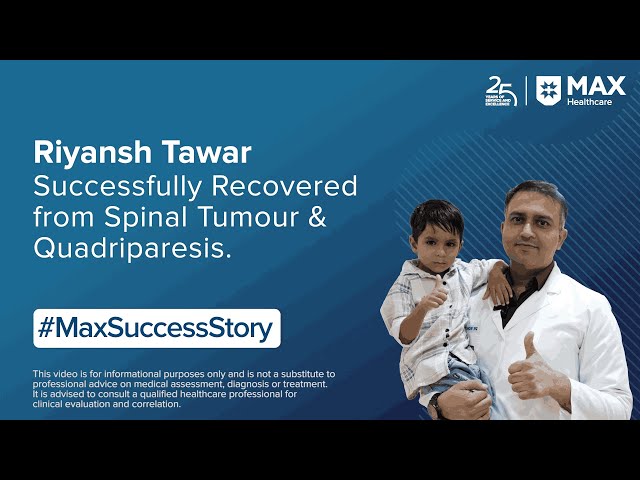 25
YEARS OF
SERVICE AND
EXCELLENCE
MAX
Healthcare
Riyansh Tawar
Successfully Recovered
from Spinal Tumour &
Quadriparesis.
#MaxSuccessStory
This video is for informational purposes only and is not a substitute to
professional advice on medical assessment, diagnosis or treatment.
It is advised to consult a qualified healthcare professional for
clinical evaluation and correlation.